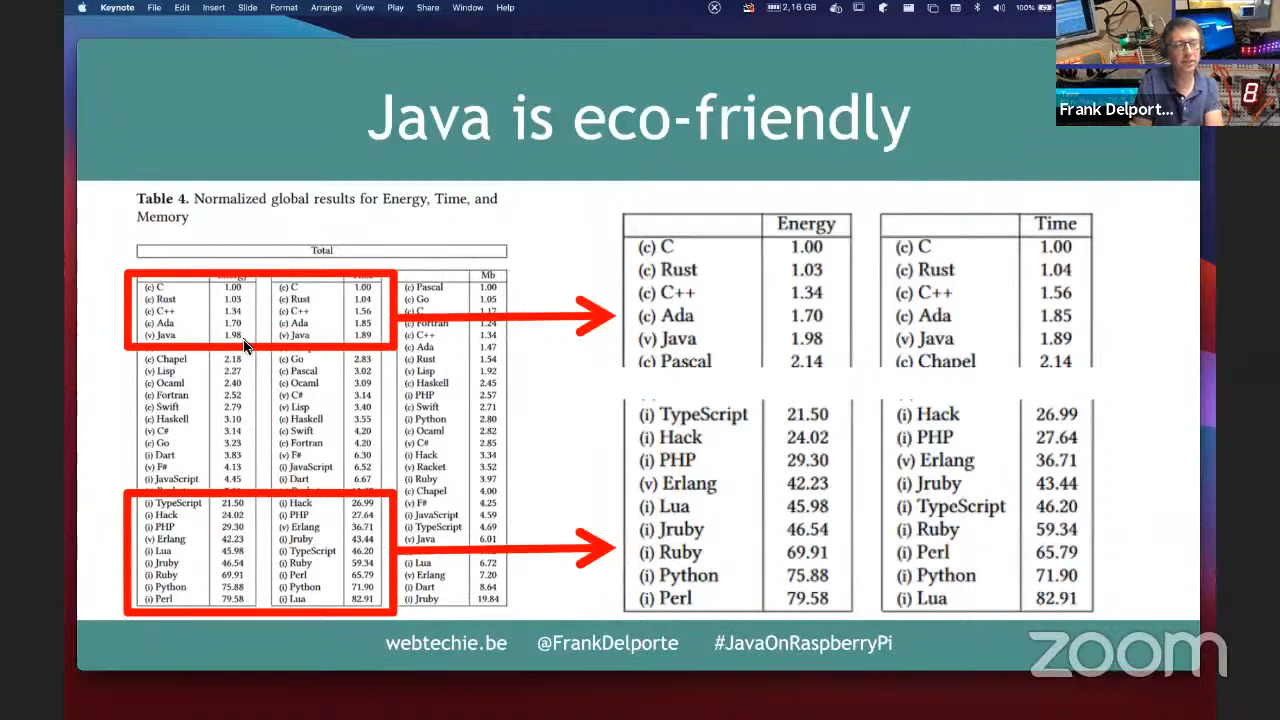 Keynote File Edit Insert Slide Format Arrange View Play Share Window Help 2,16 GB 100%
Java is eco-friendly
Frank Delport...
Table 4. Normalized global results for Energy, Time, and
Memory
Total
Mb
(c) C 1.00 (c) C 1.00 (c) Pascal 1.00
(c) Rust 1.03 (c) Rust 1.04 (c) Go 1.05
(c) C++ 1.34 (c) C++ 1.56 (c) C 1.17
(c) Ada 1.70 (c) Ada 1.85 (c) Fortran 1.24
(v) Java 1.98 (v) Java 1.89 (c) C++ 1.34
(c) Ada 1.47
(c) Chapel 2.18 (c) Go 2.83 (c) Rust 1.54
(v) Lisp 2.27 (c) Pascal 3.02 (v) Lisp 1.92
(c) Ocaml 2.40 (c) Ocaml 3.09 (c) Haskell 2.45
(c) Fortran 2.52 (v) C# 3.14 (i) PHP 2.57
(c) Swift 2.79 (v) Lisp 3.40 (c) Swift 2.71
(c) Haskell 3.10 (c) Haskell 3.55 (i) Python 2.80
(v) C# 3.14 (c) Swift 4.20 (c) Ocaml 2.82
(c) Go 3.23 (c) Fortran 4.20 (v) C# 2.85
(i) Dart 3.83 (v) F# 6.30 (i) Hack 3.34
(v) F# 4.13 (i) JavaScript 6.52 (v) Racket 3.52
(i) JavaScript 4.45 (i) Dart 6.67 (i) Ruby 3.97
(c) Chapel 4.00
(i) TypeScript 21.50 (i) Hack 26.99 (v) F# 4.25
(i) Hack 24.02 (i) PHP 27.64 (i) JavaScript 4.59
(i) PHP 29.30 (v) Erlang 36.71 (i) TypeScript 4.69
(v) Erlang 42.23 (i) Jruby 43.44 (v) Java 6.01
(i) Lua 45.98 (i) TypeScript 46.20
(i) Jruby 46.54 (i) Ruby 59.34 (i) Lua 6.72
(i) Ruby 69.91 (i) Perl 65.79 (v) Erlang 7.20
(i) Python 75.88 (i) Python 71.90 (i) Dart 8.64
(i) Perl 79.58 (i) Lua 82.91 (i) Jruby 19.84
Energy Time
(c) C 1.00 (c) C 1.00
(c) Rust 1.03 (c) Rust 1.04
(c) C++ 1.34 (c) C++ 1.56
(c) Ada 1.70 (c) Ada 1.85
(v) Java 1.98 (v) Java 1.89
(c) Pascal 2.14 (c) Chapel 2.14
(i) TypeScript 21.50 (i) Hack 26.99
(i) Hack 24.02 (i) PHP 27.64
(i) PHP 29.30 (v) Erlang 36.71
(v) Erlang 42.23 (i) Jruby 43.44
(i) Lua 45.98 (i) TypeScript 46.20
(i) Jruby 46.54 (i) Ruby 59.34
(i) Ruby 69.91 (i) Perl 65.79
(i) Python 75.88 (i) Python 71.90
(i) Perl 79.58 (i) Lua 82.91
webtechie.be @FrankDelporte #JavaOnRaspberryPi
zoom